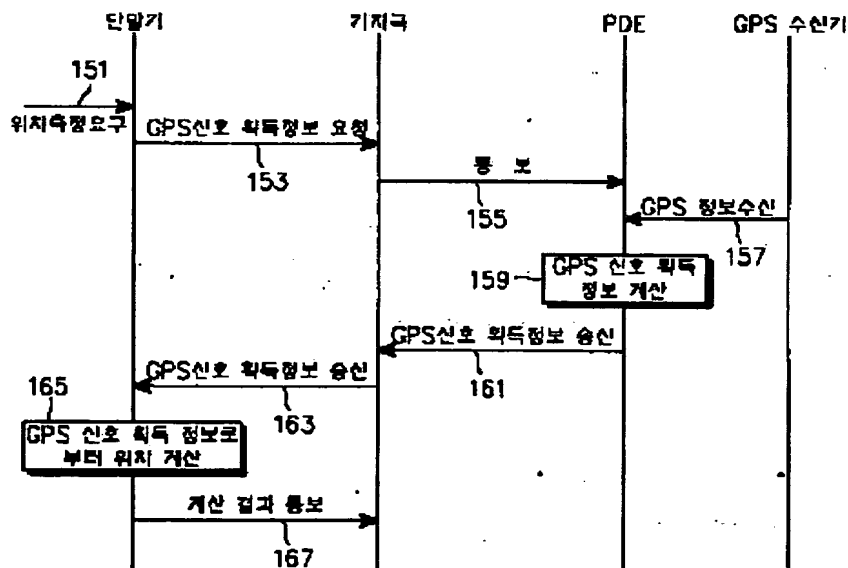 단말기 기지국 PDE GPS 수신기
151
위치측정요구
GPS신호 획득정보 요청
153
통 보
155
GPS 정보수신
157
159
GPS 신호 획득
정보 계산
GPS신호 획득정보 송신
161
GPS신호 획득정보 송신
163
165
GPS 신호 획득 정보로
부터 위치 계산
계산 결과 통보
167